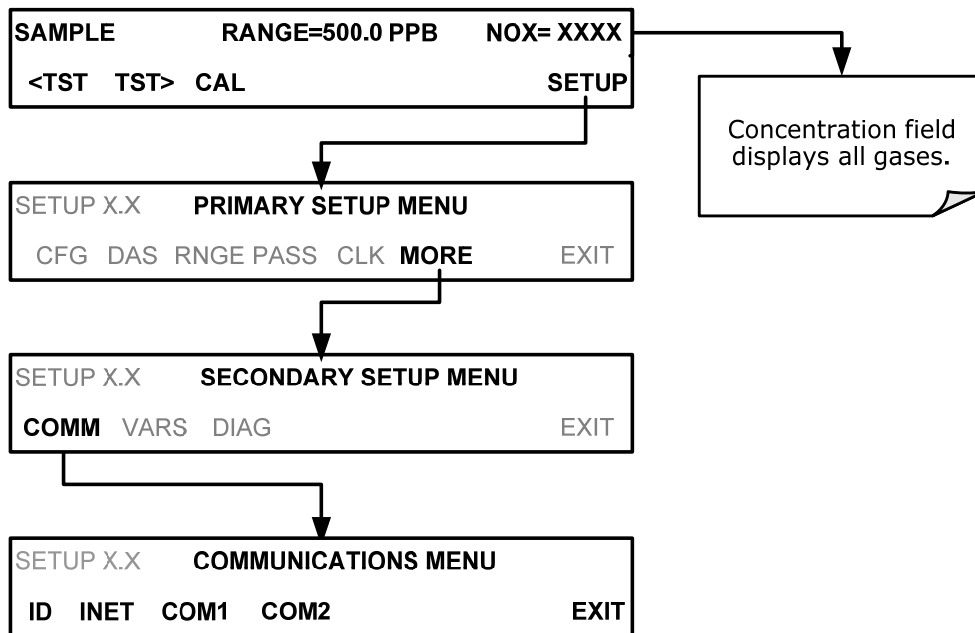 SAMPLE RANGE=500.0 PPB NOX= XXXX
<TST TST> CAL SETUP
Concentration field
displays all gases.
SETUP X.X PRIMARY SETUP MENU
CFG DAS RNGE PASS CLK MORE EXIT
SETUP X.X SECONDARY SETUP MENU
COMM VARS DIAG EXIT
SETUP X.X COMMUNICATIONS MENU
ID INET COM1 COM2 EXIT